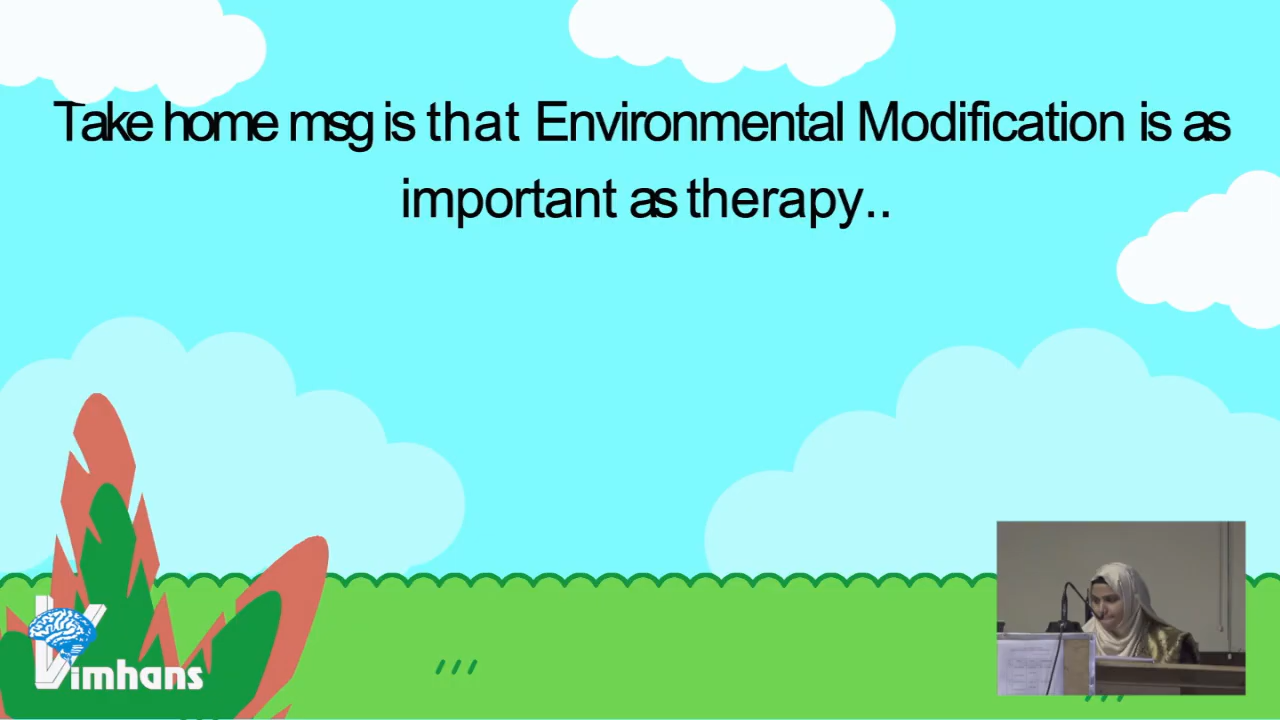 Take home msg is that Environmental Modification is as
important as therapy..
Vimhans